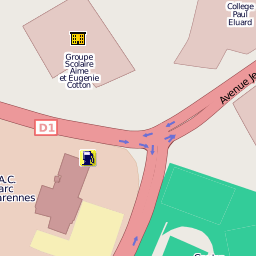 College
Paul
Eluard
Groupe
Scolaire
Aime
et Eugenie
Cotton
Avenue Je
D1
A.C.
arc
arennes